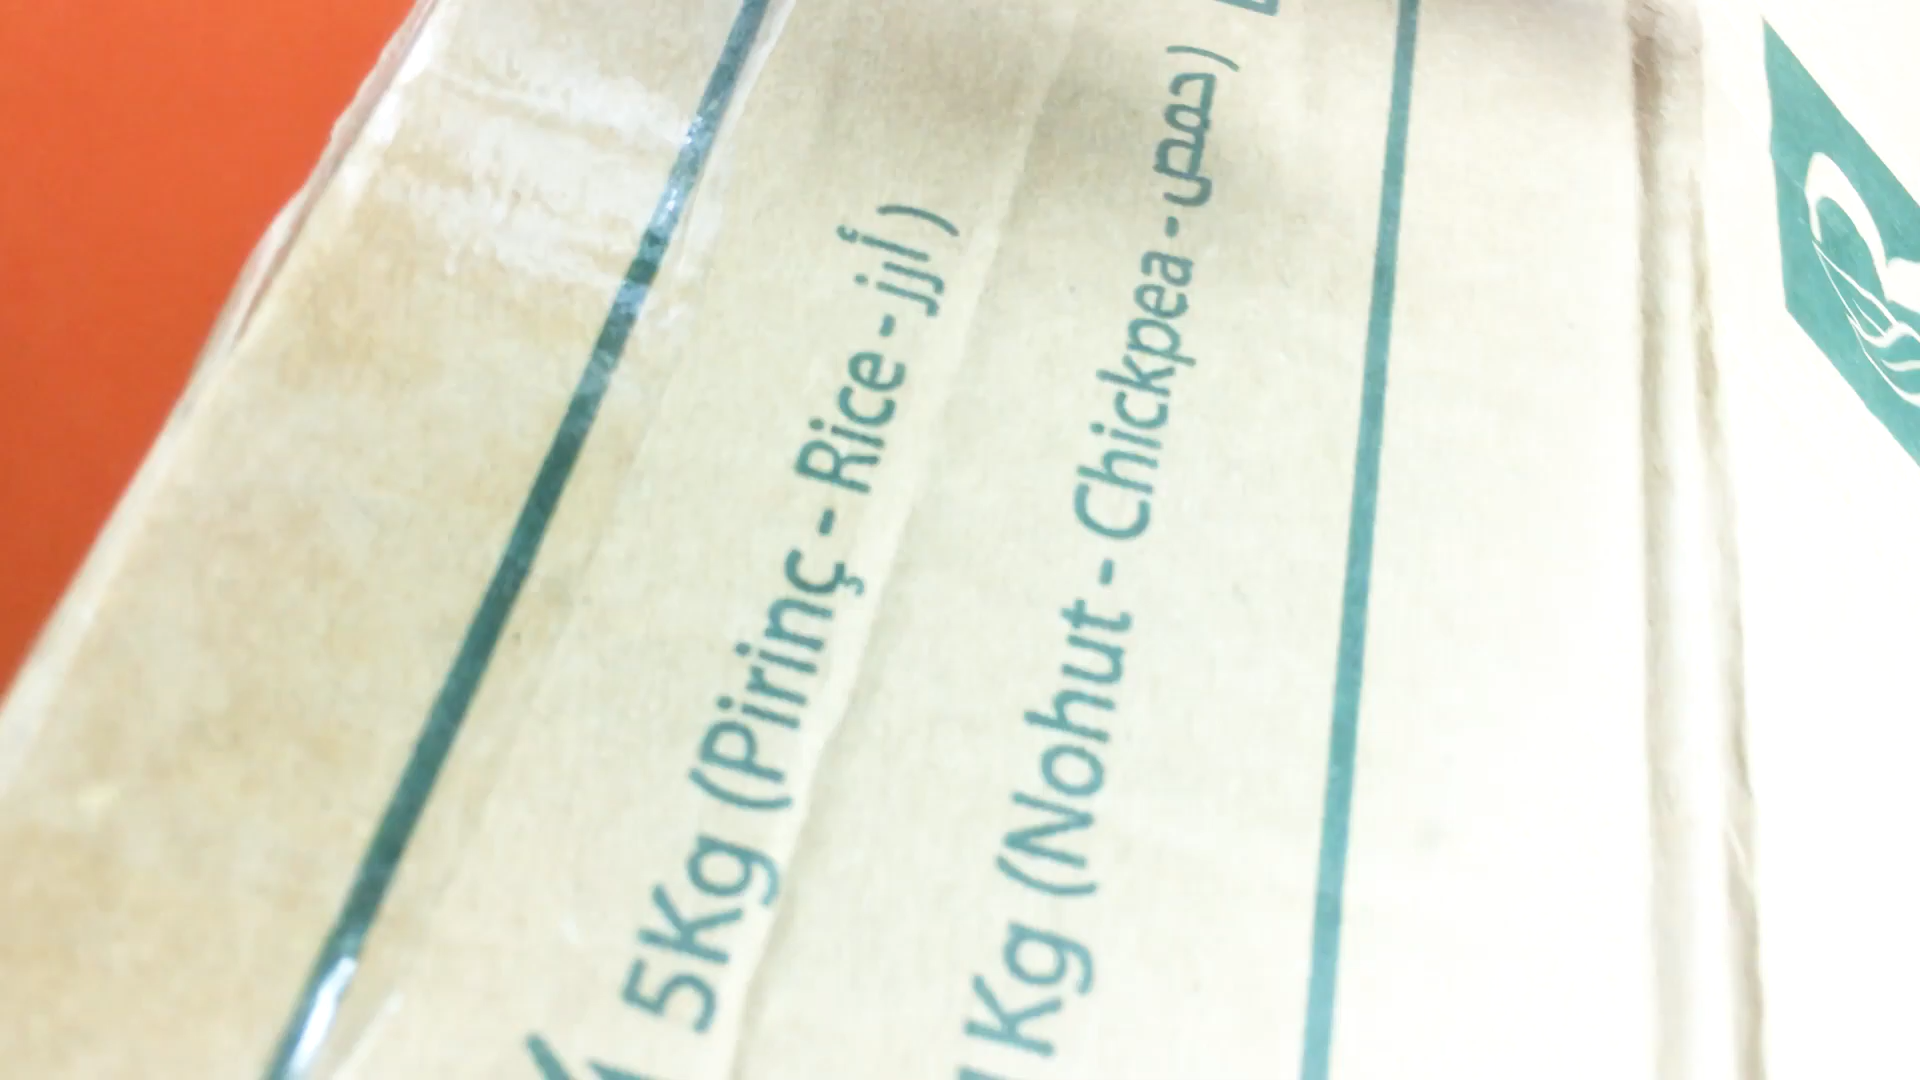 5Kg (Pirinç - Rice - أرز)
Kg (Nohut - Chickpea - حمص)